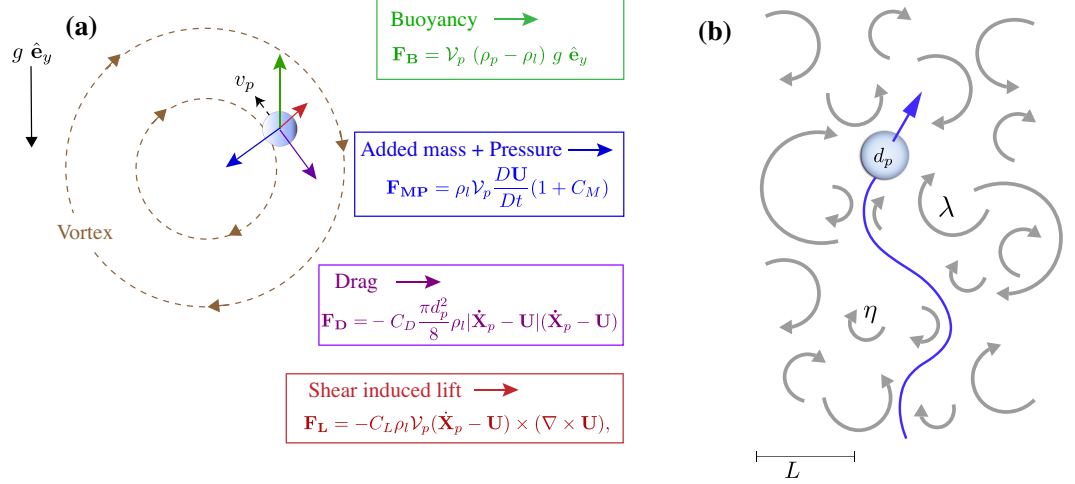 (a)
g ê_y
v_p
Vortex
Buoyancy
F_B = 𝒱_p (ρ_p − ρ_l) g ê_y
Added mass + Pressure
F_MP = ρ_l 𝒱_p DU/Dt (1 + C_M)
Drag
F_D = − C_D πd_p²/8 ρ_l |Ẋ_p − U|(Ẋ_p − U)
Shear induced lift
F_L = −C_L ρ_l 𝒱_p (Ẋ_p − U) × (∇ × U),
(b)
d_p
λ
η
L